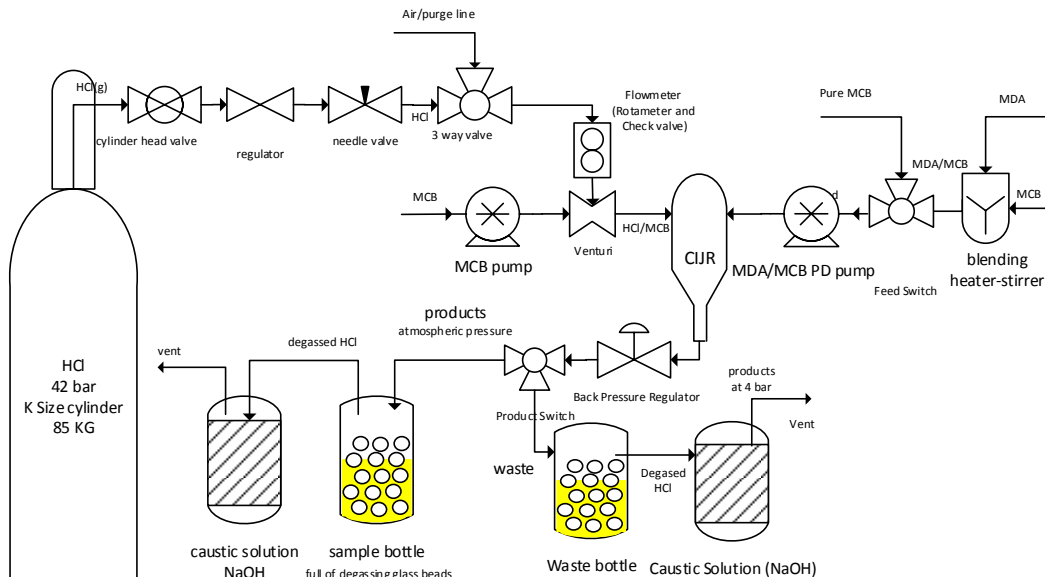 Air/purge line
HCl(g)
cylinder head valve
regulator
needle valve
HCl
3 way valve
Flowmeter
(Rotameter and
Check valve)
Pure MCB
MDA
MDA/MCB
MCB
MCB
HCl/MCB
MCB pump
Venturi
CIJR
MDA/MCB PD pump
Feed Switch
blending
heater-stirrer
products
atmospheric pressure
HCl
42 bar
K Size cylinder
85 KG
vent
degassed HCl
Product Switch
Back Pressure Regulator
products
at 4 bar
Vent
waste
Degased
HCl
caustic solution
NaOH
sample bottle
full of degassing glass beads
Waste bottle
Caustic Solution (NaOH)